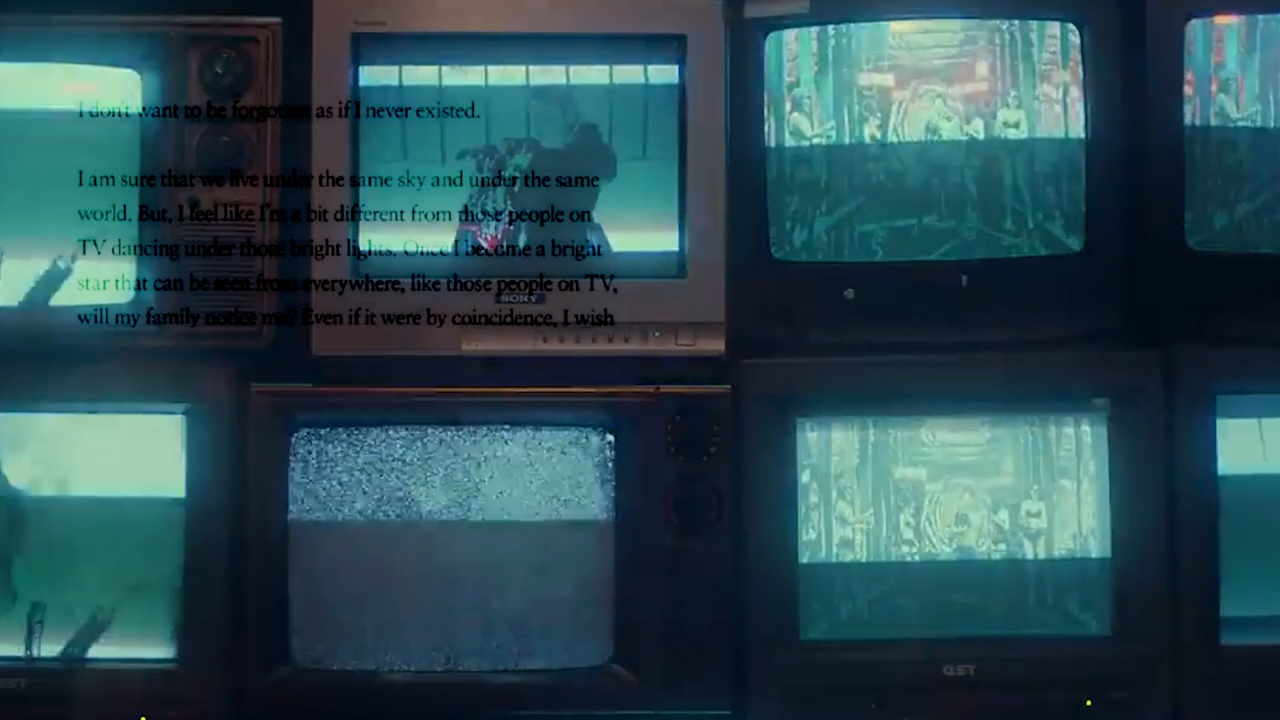 I don't want to be forgotten as if I never existed.
I am sure that we live under the same sky and under the same
world. But, I feel like I'm a bit different from those people on
TV dancing under those bright lights. Once I become a bright
star that can be seen from everywhere, like those people on TV,
will my family notice me? Even if it were by coincidence, I wish
SONY
GST